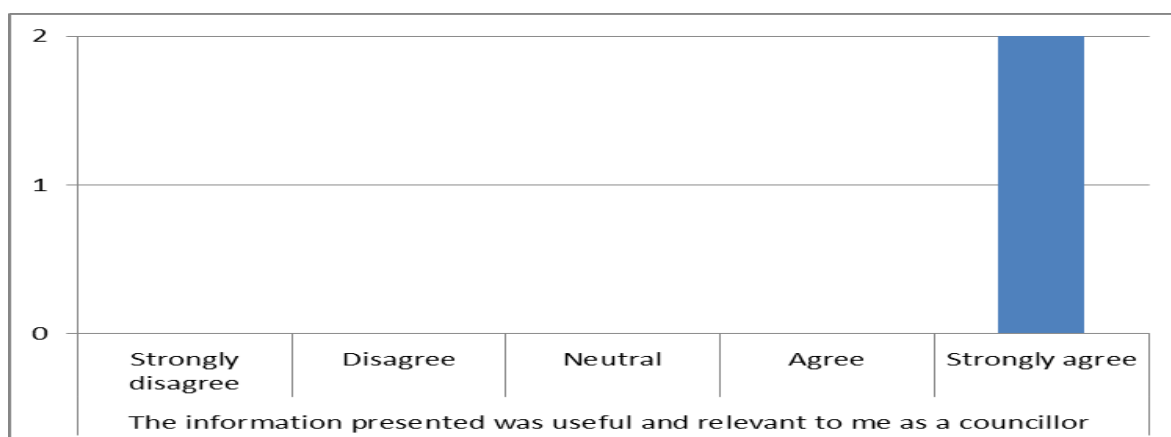 2
1
0
Strongly disagree
Disagree
Neutral
Agree
Strongly agree
The information presented was useful and relevant to me as a councillor